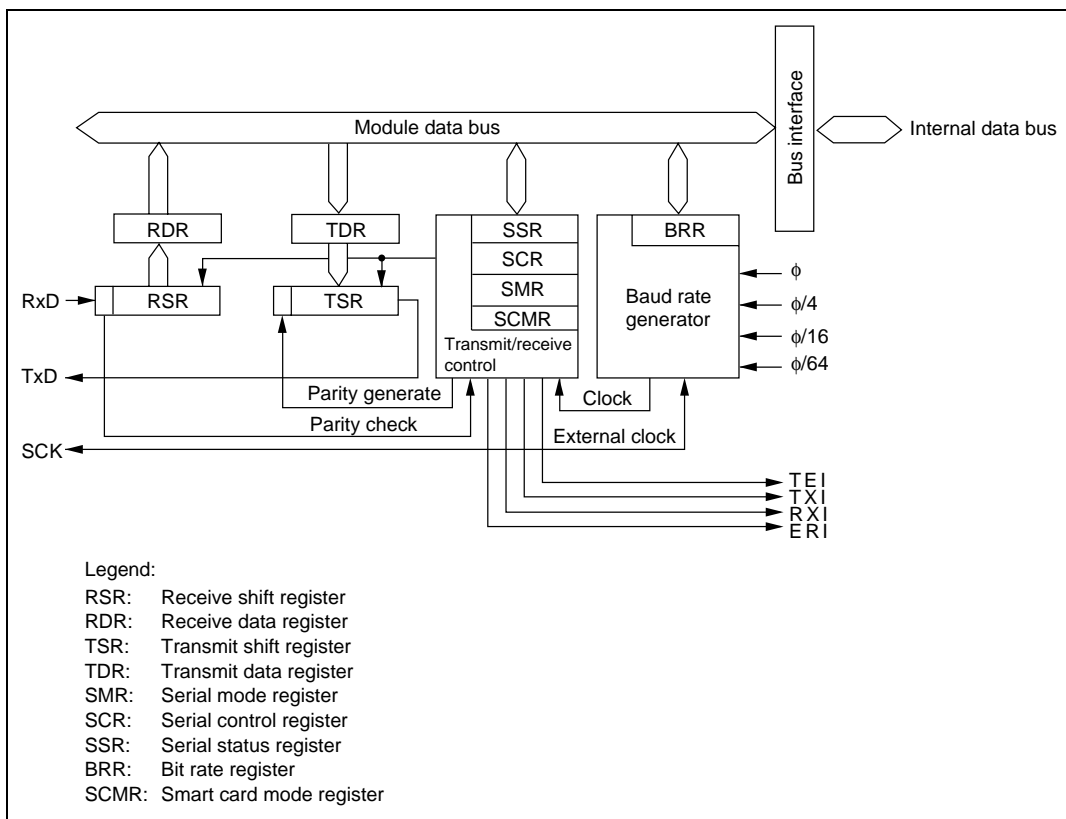 Bus interface
Module data bus
Internal data bus
RDR
TDR
SSR
BRR
SCR
φ
RxD
RSR
TSR
SMR
Baud rate
generator
φ/4
SCMR
φ/16
Transmit/receive
control
φ/64
TxD
Parity generate
Clock
Parity check
External clock
SCK
TEI
TXI
RXI
ERI
Legend:
RSR: Receive shift register
RDR: Receive data register
TSR: Transmit shift register
TDR: Transmit data register
SMR: Serial mode register
SCR: Serial control register
SSR: Serial status register
BRR: Bit rate register
SCMR: Smart card mode register